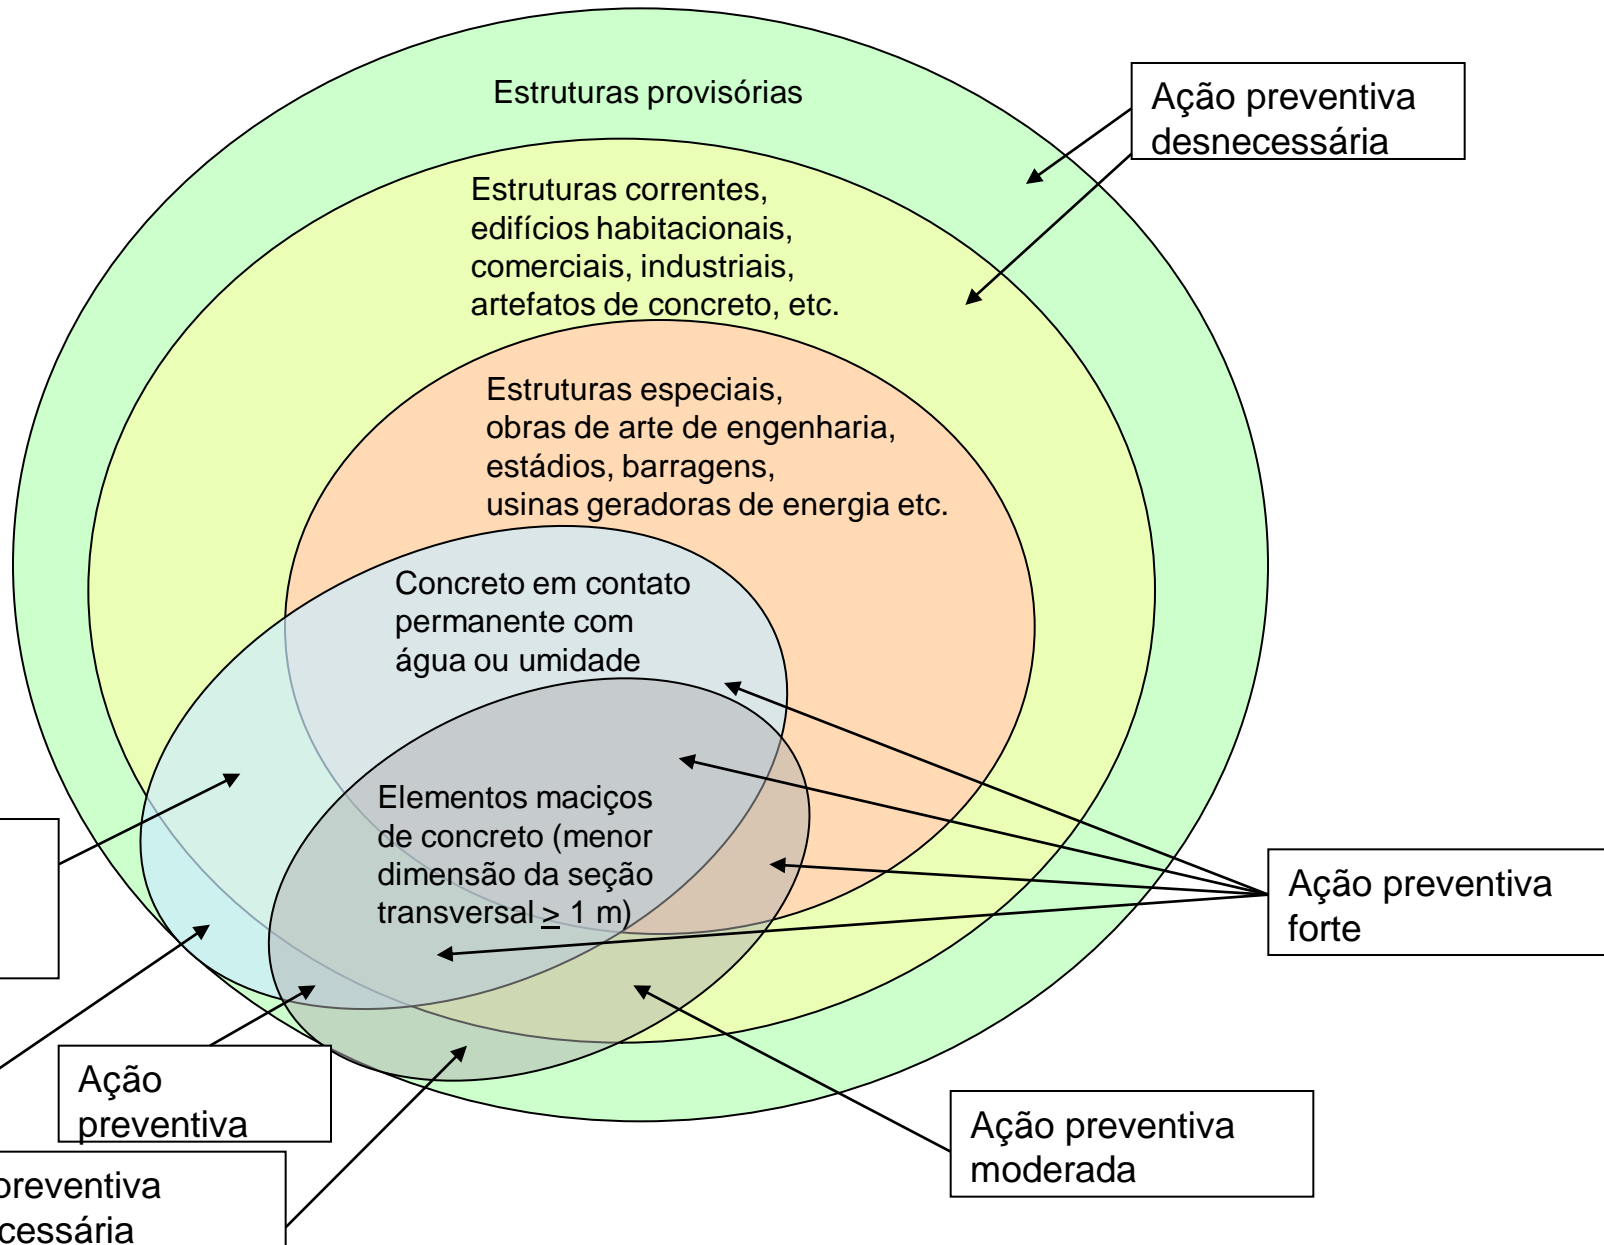 Estruturas provisórias
Ação preventiva
desnecessária
Estruturas correntes,
edifícios habitacionais,
comerciais, industriais,
artefatos de concreto, etc.
Estruturas especiais,
obras de arte de engenharia,
estádios, barragens,
usinas geradoras de energia etc.
Concreto em contato
permanente com
água ou umidade
Elementos maciços
de concreto (menor
dimensão da seção
transversal ≥ 1 m)
Ação preventiva
forte
Ação
preventiva
Ação preventiva
moderada
preventiva
cessária